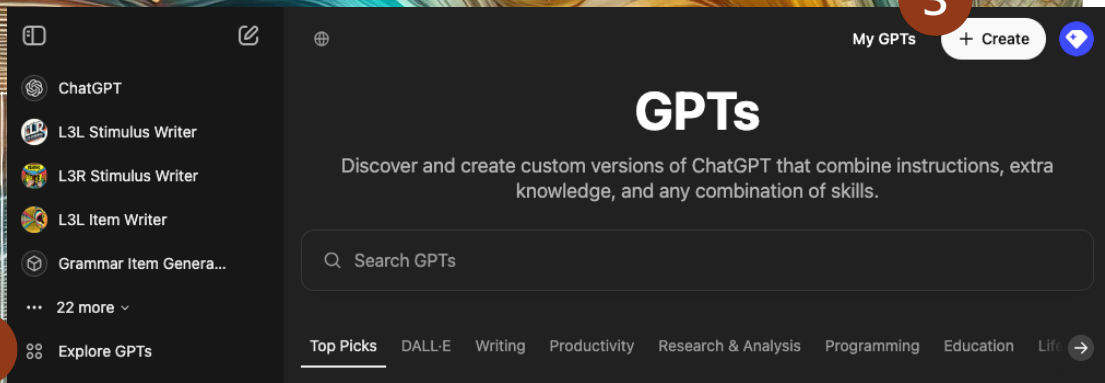 3
My GPTs
+ Create
ChatGPT
L3L Stimulus Writer
L3R Stimulus Writer
L3L Item Writer
Grammar Item Genera...
22 more
Explore GPTs
GPTs
Discover and create custom versions of ChatGPT that combine instructions, extra
knowledge, and any combination of skills.
Search GPTs
Top Picks DALL·E Writing Productivity Research & Analysis Programming Education Life